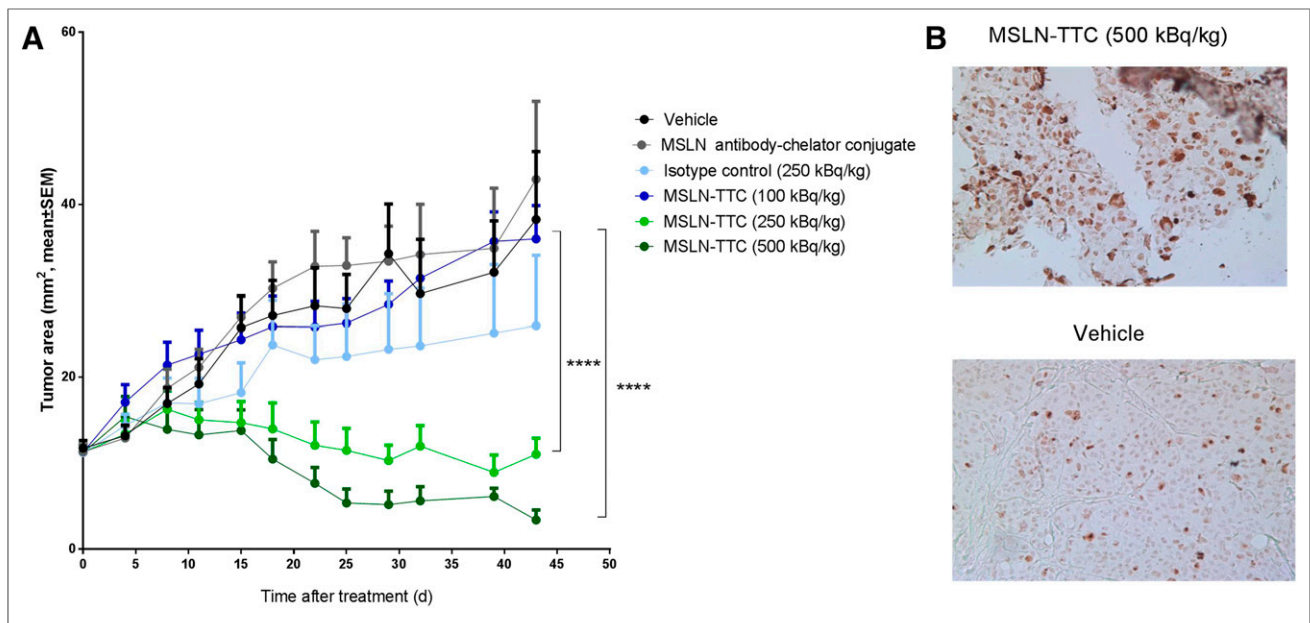 A
60
40
20
0
0 5 10 15 20 25 30 35 40 45 50
Tumor area (mm², mean±SEM)
Time after treatment (d)
Vehicle
MSLN antibody-chelator conjugate
Isotype control (250 kBq/kg)
MSLN-TTC (100 kBq/kg)
MSLN-TTC (250 kBq/kg)
MSLN-TTC (500 kBq/kg)
****
****
B
MSLN-TTC (500 kBq/kg)
Vehicle